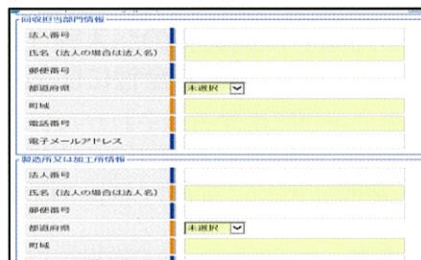 回収担当部門情報
法人番号
氏名（法人の場合は法人名）
郵便番号
都道府県 未選択
町域
電話番号
電子メールアドレス
製造所又は加工所情報
法人番号
氏名（法人の場合は法人名）
郵便番号
都道府県 未選択
町域